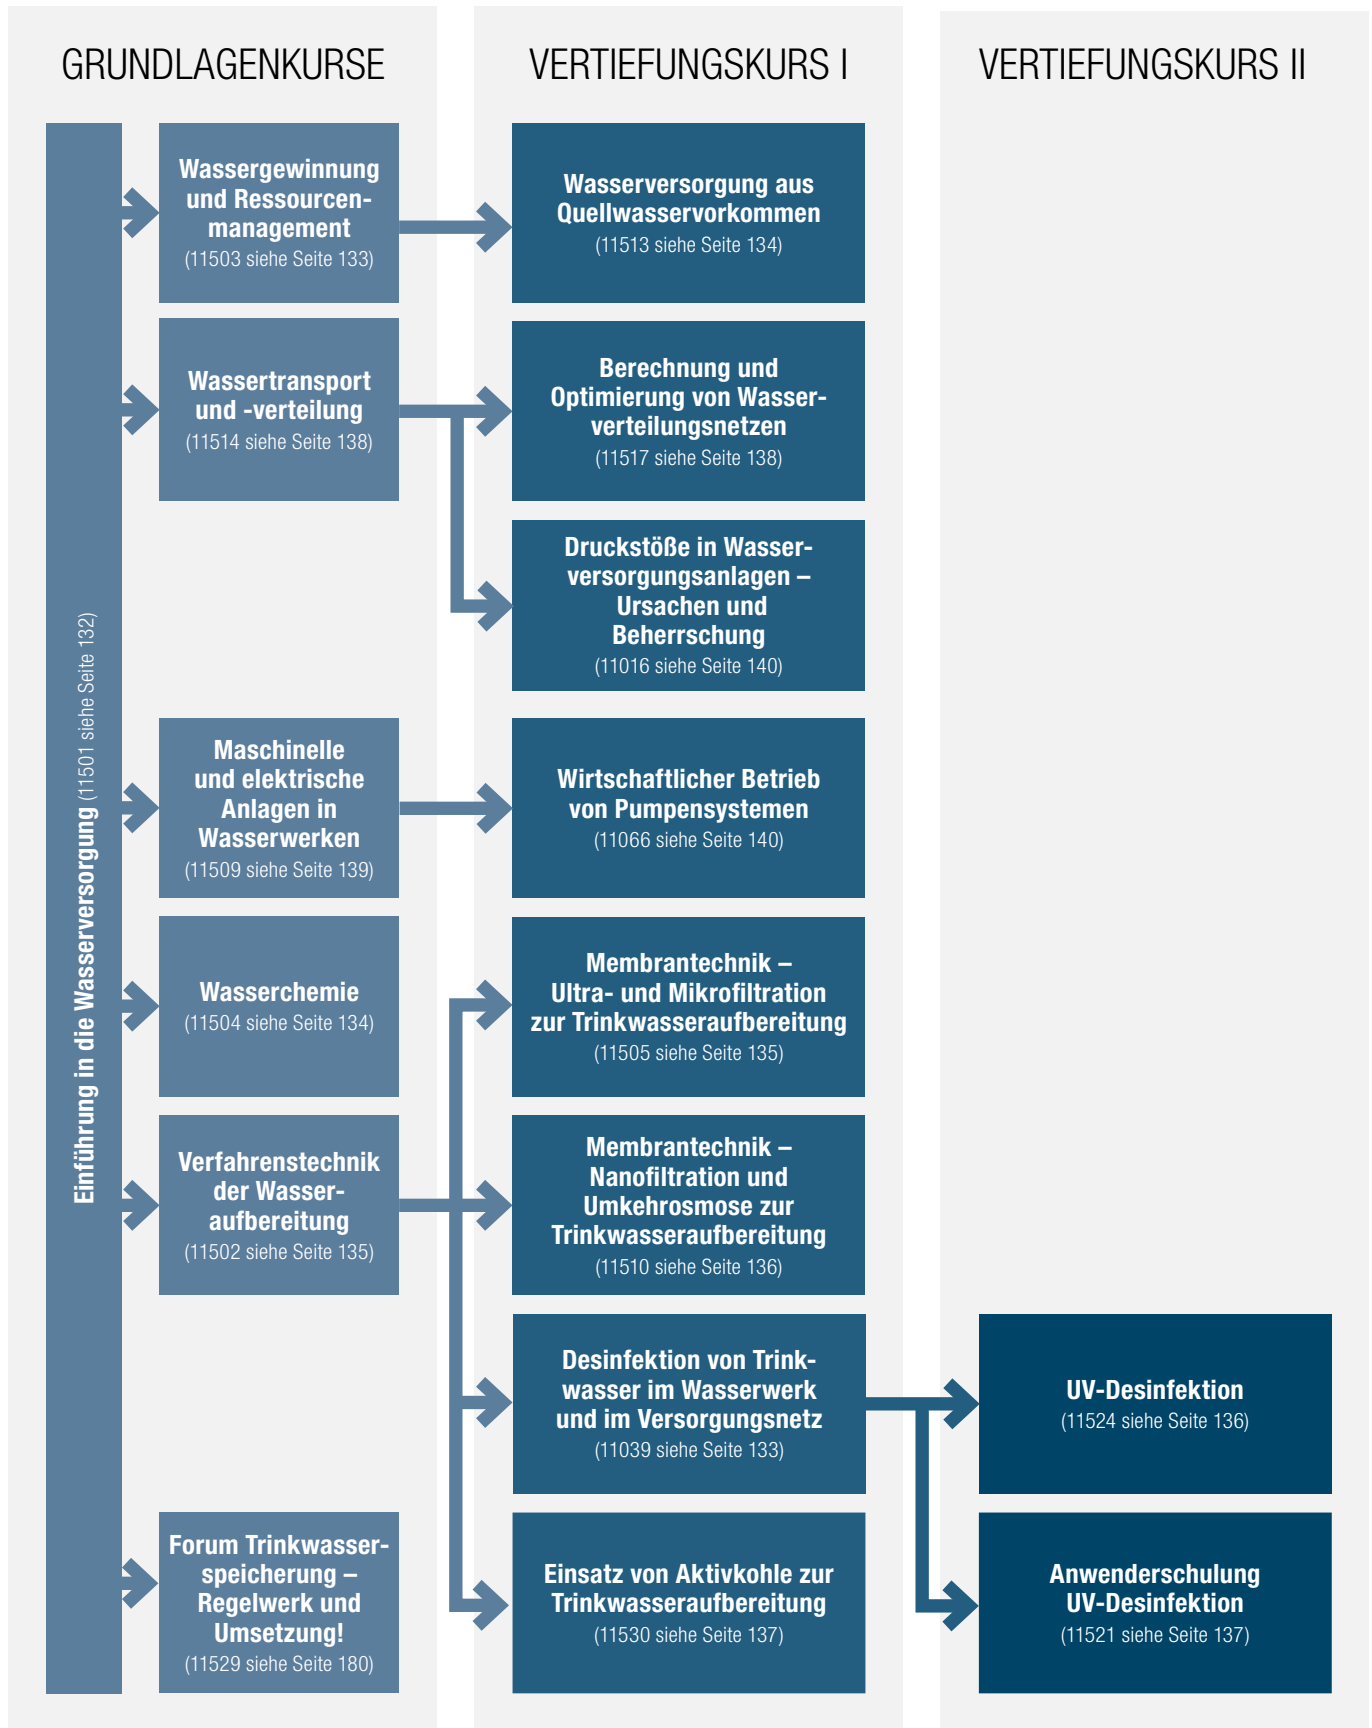 GRUNDLAGENKURSE
Einführung in die Wasserversorgung (11501 siehe Seite 132)
Wassergewinnung
und Ressourcen-
management
(11503 siehe Seite 133)
Wassertransport
und -verteilung
(11514 siehe Seite 138)
Maschinelle
und elektrische
Anlagen in
Wasserwerken
(11509 siehe Seite 139)
Wasserchemie
(11504 siehe Seite 134)
Verfahrenstechnik
der Wasser-
aufbereitung
(11502 siehe Seite 135)
Forum Trinkwasser-
speicherung –
Regelwerk und
Umsetzung!
(11529 siehe Seite 180)
VERTIEFUNGSKURS I
Wasserversorgung aus
Quellwasservorkommen
(11513 siehe Seite 134)
Berechnung und
Optimierung von Wasser-
verteilungsnetzen
(11517 siehe Seite 138)
Druckstöße in Wasser-
versorgungsanlagen –
Ursachen und
Beherrschung
(11016 siehe Seite 140)
Wirtschaftlicher Betrieb
von Pumpensystemen
(11066 siehe Seite 140)
Membrantechnik –
Ultra- und Mikrofiltration
zur Trinkwasseraufbereitung
(11505 siehe Seite 135)
Membrantechnik –
Nanofiltration und
Umkehrosmose zur
Trinkwasseraufbereitung
(11510 siehe Seite 136)
Desinfektion von Trink-
wasser im Wasserwerk
und im Versorgungsnetz
(11039 siehe Seite 133)
Einsatz von Aktivkohle zur
Trinkwasseraufbereitung
(11530 siehe Seite 137)
VERTIEFUNGSKURS II
UV-Desinfektion
(11524 siehe Seite 136)
Anwenderschulung
UV-Desinfektion
(11521 siehe Seite 137)